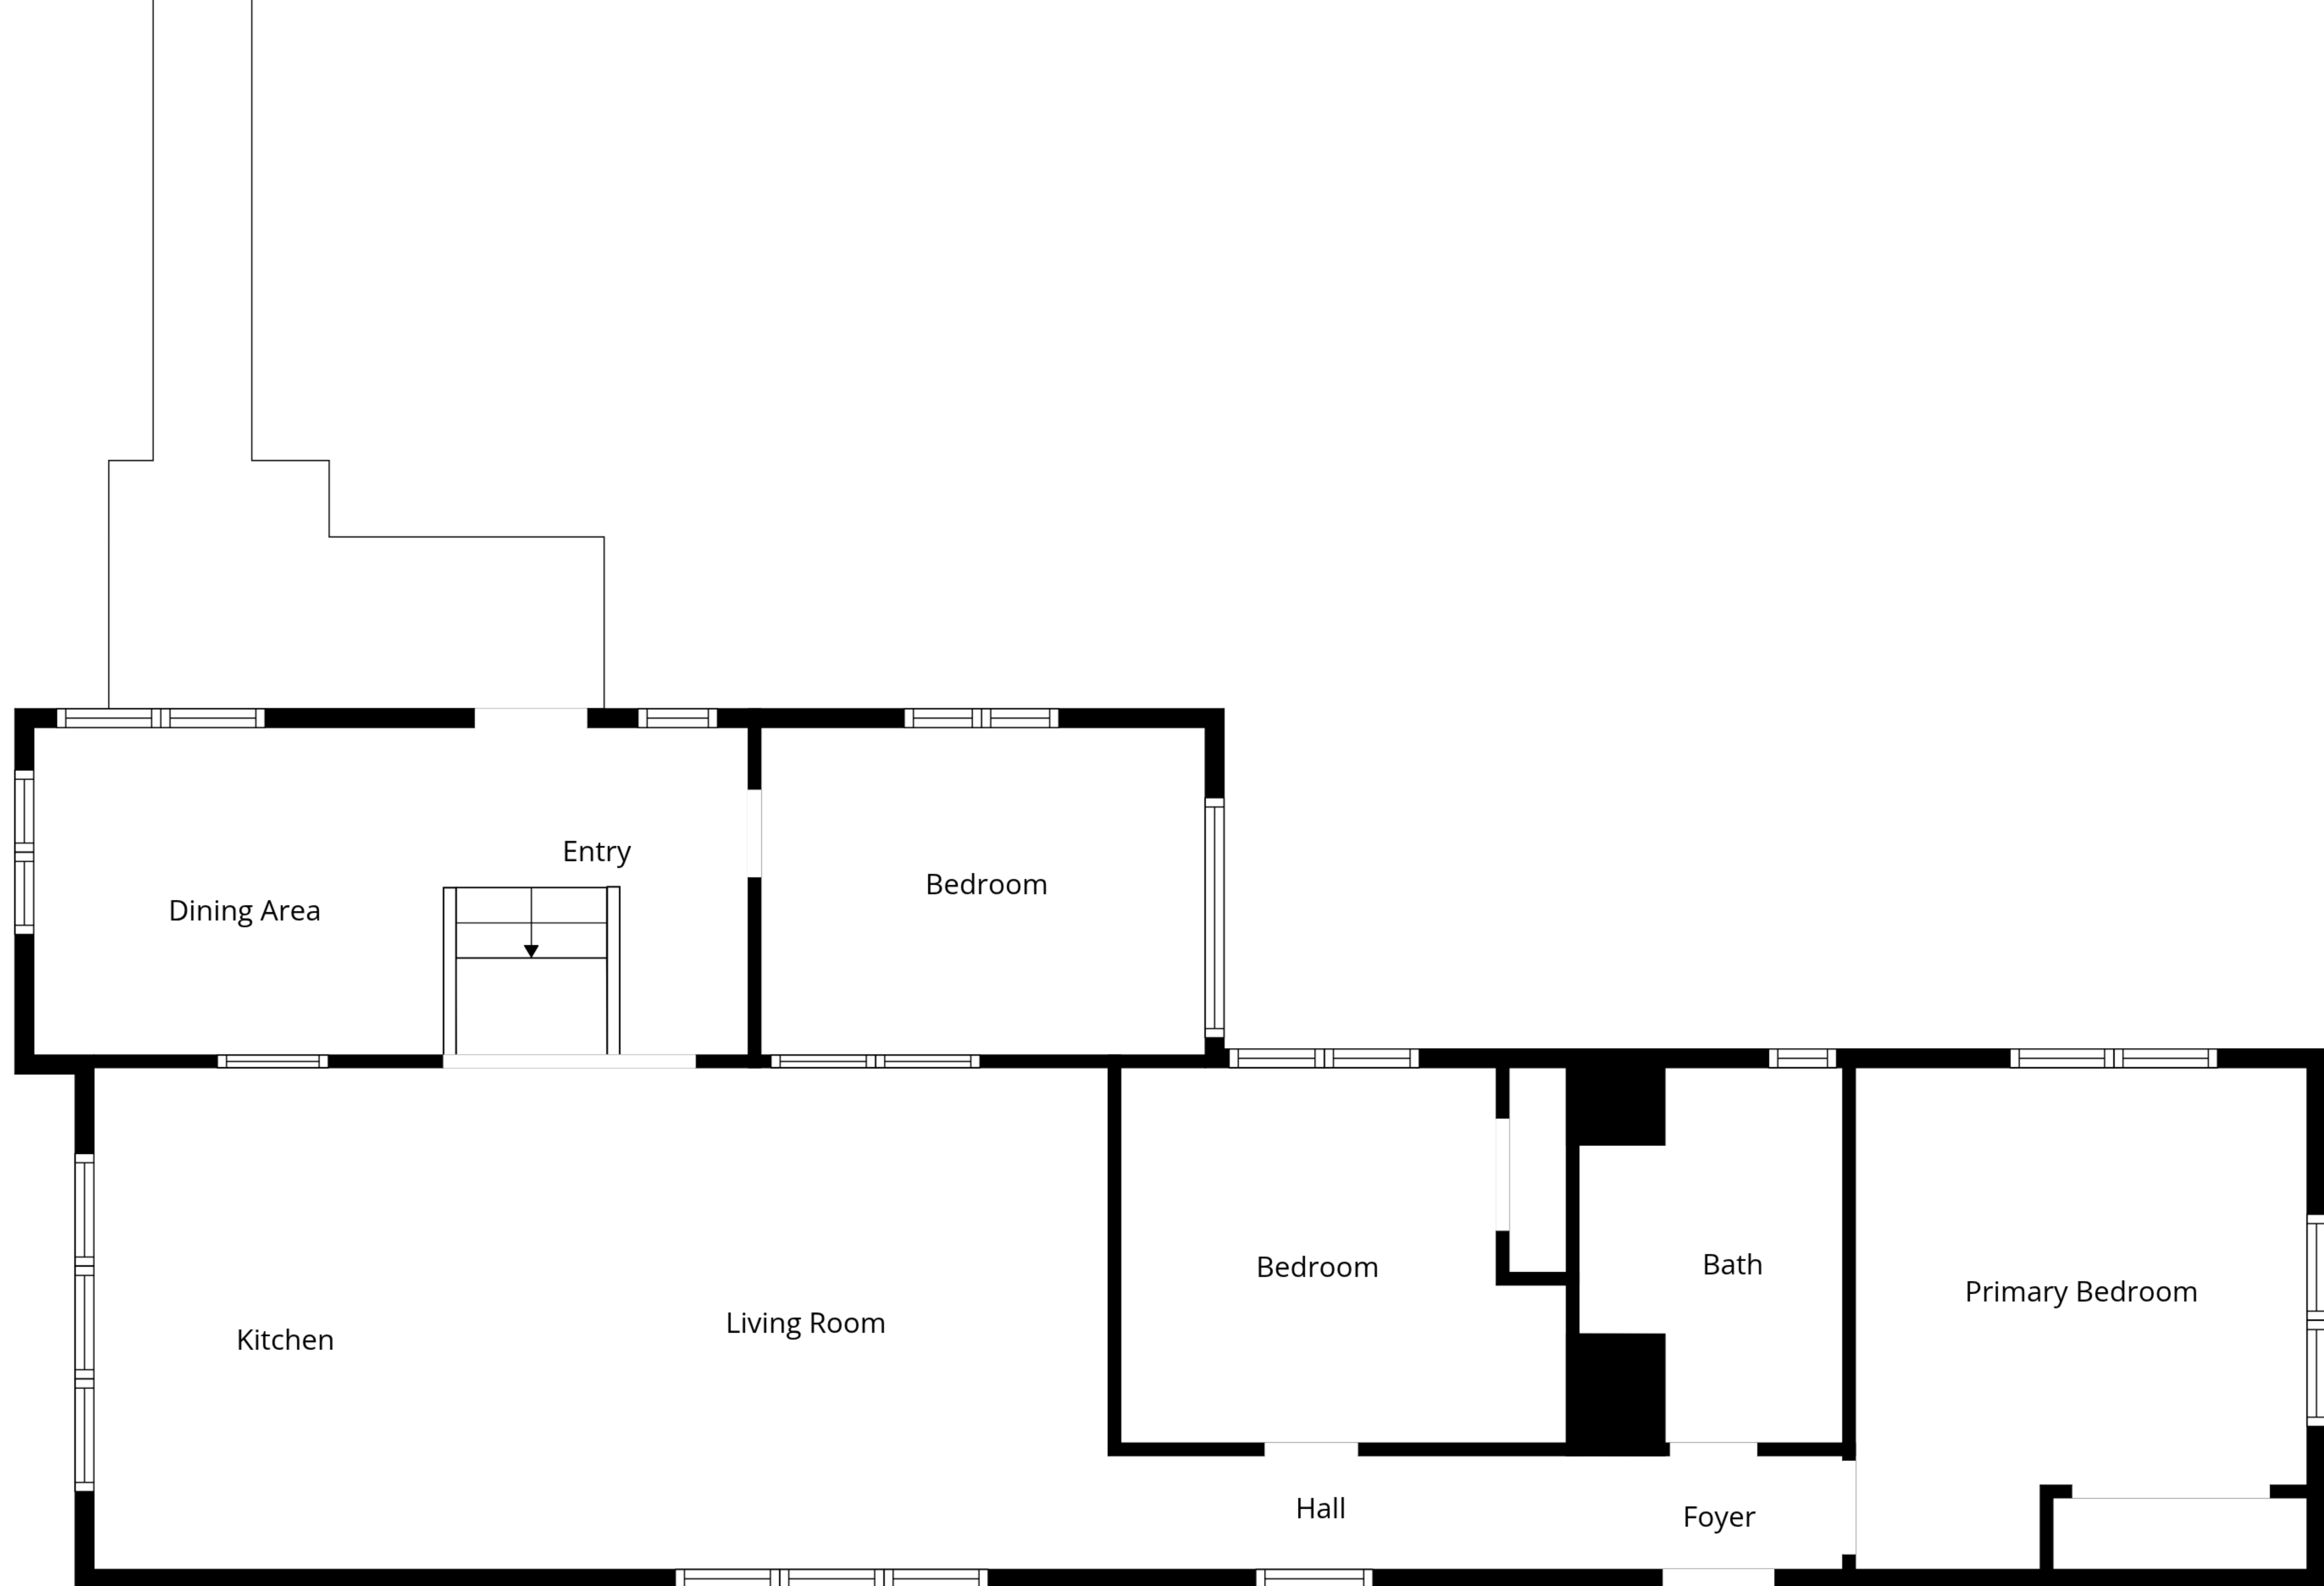 Entry
Bedroom
Dining Area
Bedroom
Bath
Primary Bedroom
Living Room
Kitchen
Hall
Foyer